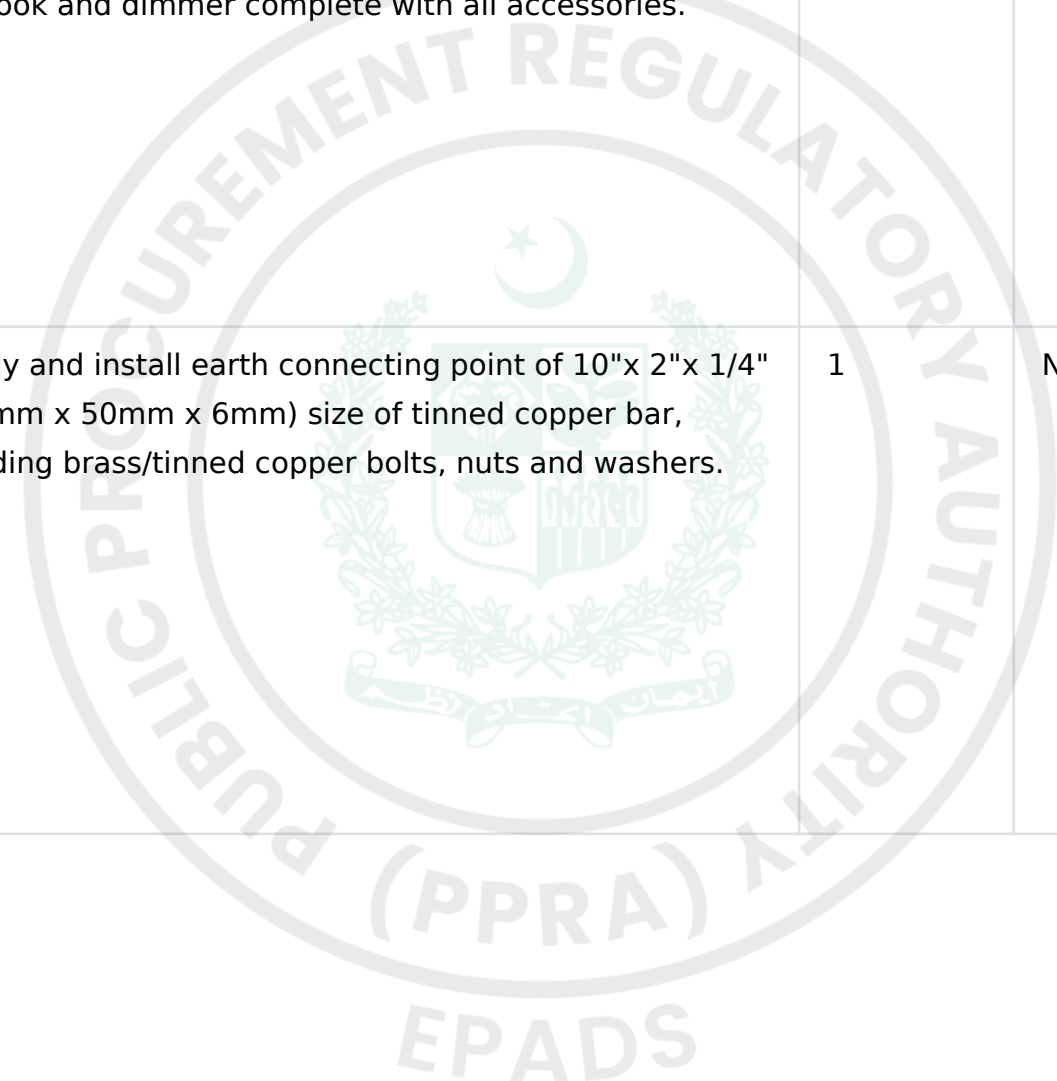 ook and dimmer complete with all accessories.
ly and install earth connecting point of 10"x 2"x 1/4" 1 N
mm x 50mm x 6mm) size of tinned copper bar,
ding brass/tinned copper bolts, nuts and washers.
PUBLIC PROCUREMENT REGULATORY AUTHORITY
(PPRA)
EPADS